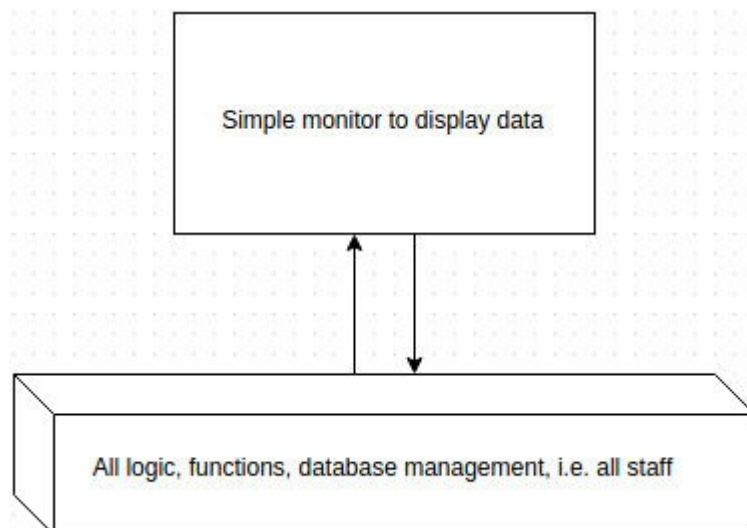 Simple monitor to display data
All logic, functions, database management, i.e. all staff